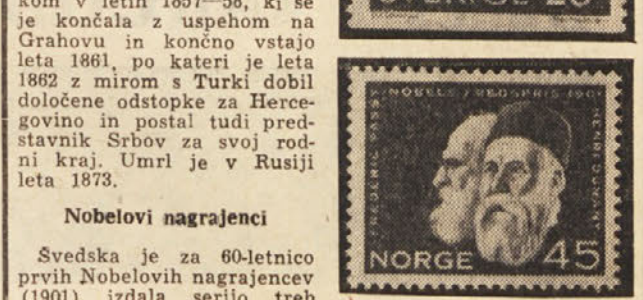 kom v letih 1857—58, ki se
je končala z uspehom na
Grahovu in končno vstajo
leta 1861, po kateri je leta
1862 z mirom s Turki dobil
določene odstopke za Herce-
govino in postal tudi pred-
stavnik Srbov za svoj rod-
ni kraj. Umrl je v Rusiji
leta 1873.
Nobelovi nagrajenci
Švedska je za 60-letnico
prvih Nobelovih nagrajencev
(1901) izdala serijo treh
NOBELS FREDSPRIS 1901
FREDERIC PASSY
HENRI DUNANT
NORGE 45